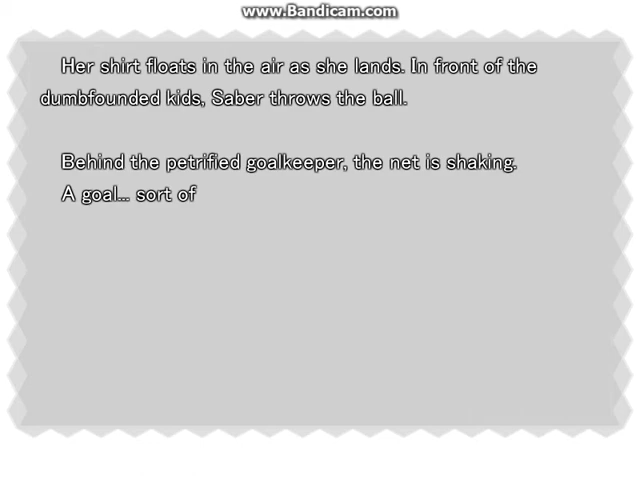 www.Bandicam.com
Her shirt floats in the air as she lands. In front of the
dumbfounded kids, Saber throws the ball.
Behind the petrified goalkeeper, the net is shaking.
A goal... sort of